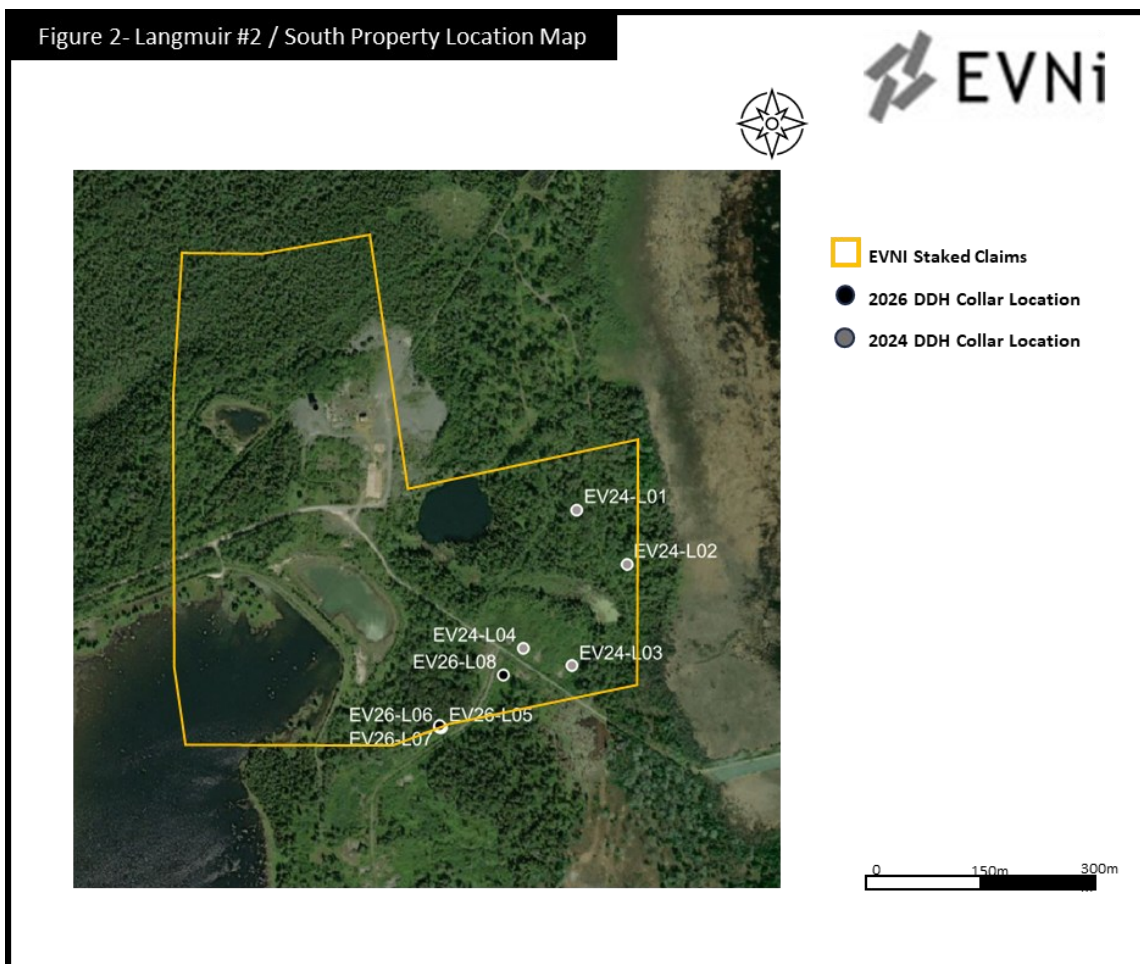 Figure 2- Langmuir #2 / South Property Location Map
EVNi
EVNI Staked Claims
2026 DDH Collar Location
2024 DDH Collar Location
EV24-L01
EV24-L02
EV24-L04
EV24-L03
EV26-L08
EV26-L06 EV26-L05
EV26-L07
0 150m 300m